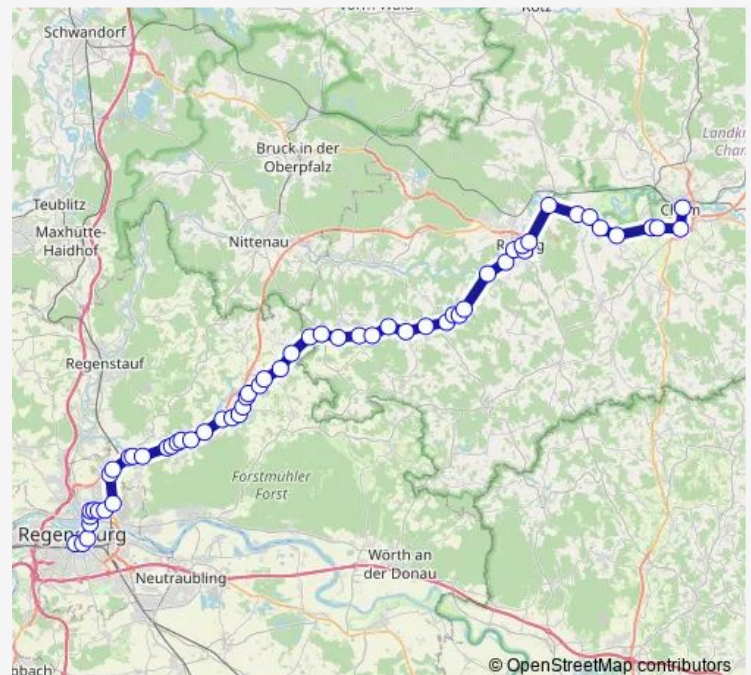 Schwandorf
Bruck in der
Oberpfalz
Teublitz
Maxhütte-
Haidhof
Nittenau
Regenstauf
Forstmühler
Forst
Regensburg
Neutraubling
Wörth an
der Donau
© OpenStreetMap contributors